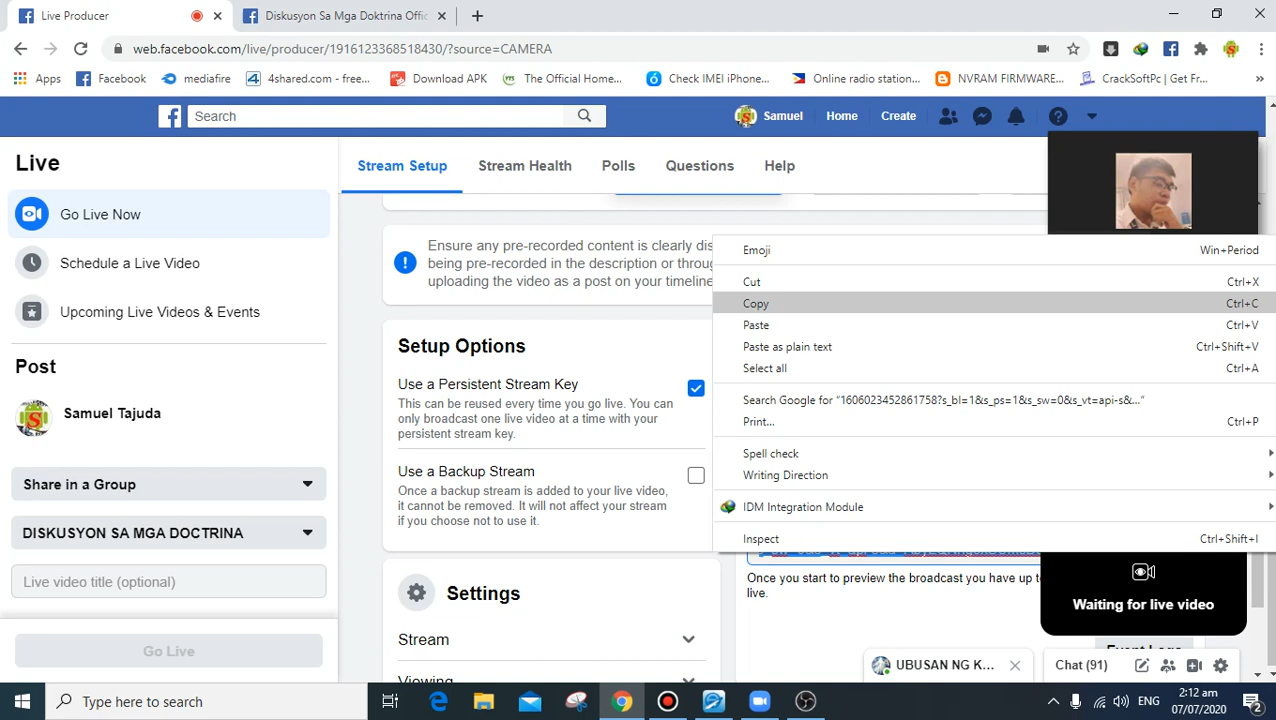 Live Producer
Diskusyon Sa Mga Doktrina Offic
web.facebook.com/live/producer/1916123368518430/?source=CAMERA
Apps
Facebook
mediafire
4shared.com - free...
Download APK
The Official Home...
Check IMEI iPhone...
Online radio station...
NVRAM FIRMWARE...
CrackSoftPc | Get Fr...
Search
Samuel
Home
Create
Live
Go Live Now
Schedule a Live Video
Upcoming Live Videos & Events
Post
Samuel Tajuda
Share in a Group
DISKUSYON SA MGA DOCTRINA
Live video title (optional)
Go Live
Stream Setup
Stream Health
Polls
Questions
Help
Ensure any pre-recorded content is clearly dis
being pre-recorded in the description or throug
uploading the video as a post on your timeline
Setup Options
Use a Persistent Stream Key
This can be reused every time you go live. You can
only broadcast one live video at a time with your
persistent stream key.
Use a Backup Stream
Once a backup stream is added to your live video,
it cannot be removed. It will not affect your stream
if you choose not to use it.
Settings
Stream
Viewing
Emoji Win+Period
Cut Ctrl+X
Copy Ctrl+C
Paste Ctrl+V
Paste as plain text Ctrl+Shift+V
Select all Ctrl+A
Search Google for “1606023452861758?s_bl=1&s_ps=1&s_sw=0&s_vt=api-s&...”
Print... Ctrl+P
Spell check
Writing Direction
IDM Integration Module
Inspect Ctrl+Shift+I
Once you start to preview the broadcast you have up to
live.
Waiting for live video
Event Logs
UBUSAN NG K...
Chat (91)
Type here to search
ENG
2:12 am
07/07/2020
2